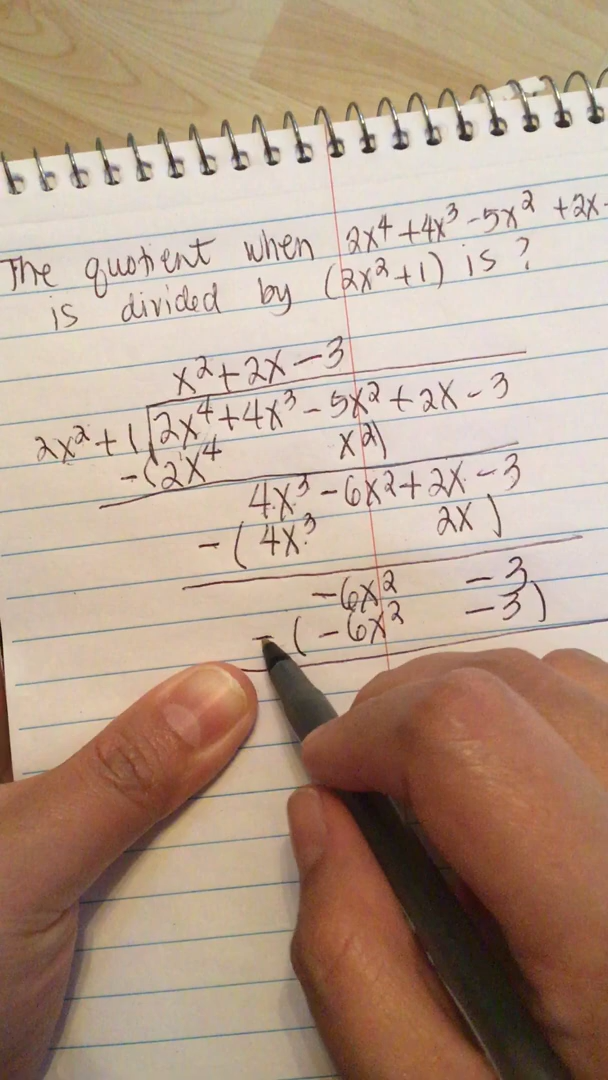 The quotient when 2x⁴ + 4x³ - 5x² + 2x -
is divided by (2x² + 1) is ?
x² + 2x - 3
2x² + 1 2x⁴ + 4x³ - 5x² + 2x - 3
- ( 2x⁴ x² )
4x³ - 6x² + 2x - 3
- ( 4x³ 2x )
- 6x² - 3
- ( - 6x² - 3 )